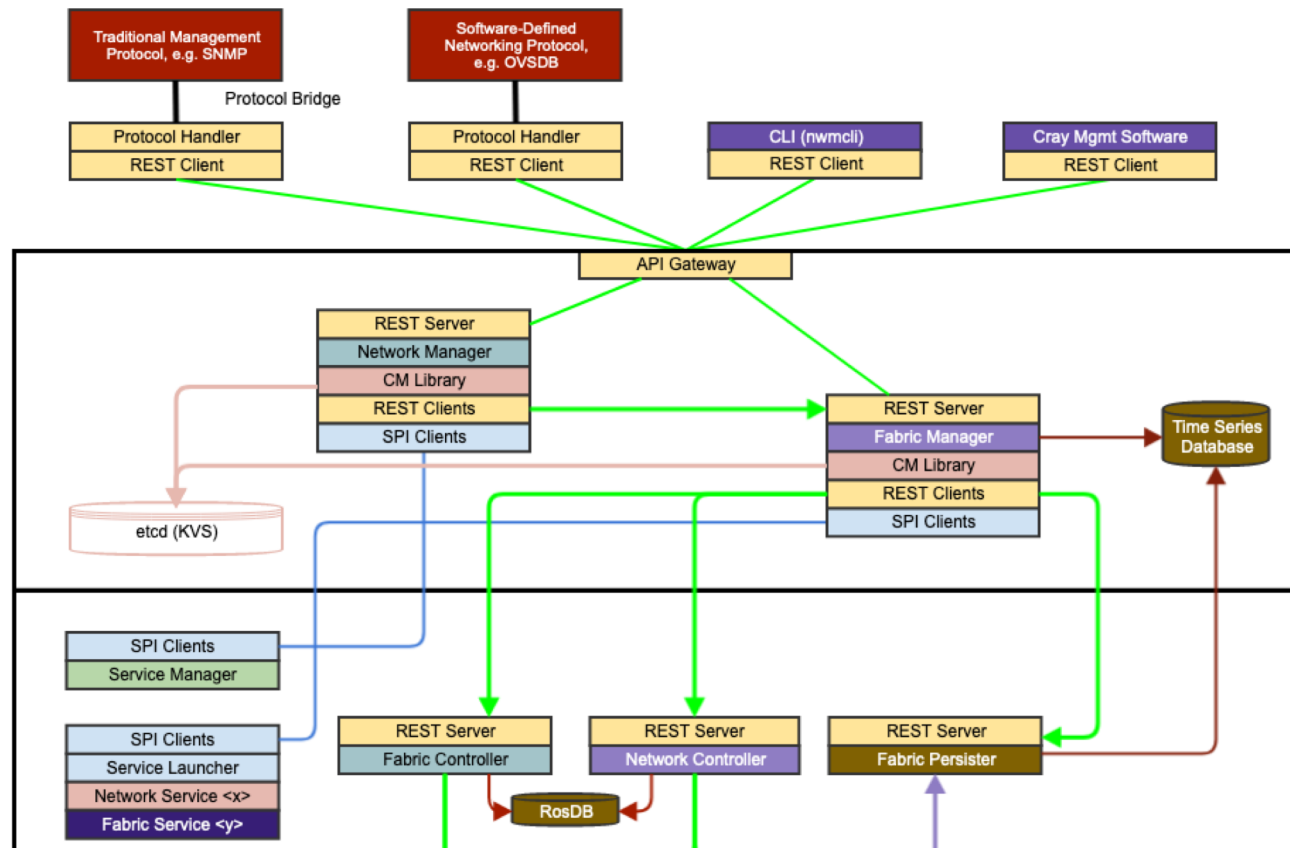 Traditional Management
Protocol, e.g. SNMP
Software-Defined
Networking Protocol,
e.g. OVSDB
Protocol Bridge
Protocol Handler
REST Client
Protocol Handler
REST Client
CLI (nwmcli)
REST Client
Cray Mgmt Software
REST Client
API Gateway
REST Server
Network Manager
CM Library
REST Clients
SPI Clients
REST Server
Fabric Manager
CM Library
REST Clients
SPI Clients
Time Series
Database
etcd (KVS)
SPI Clients
Service Manager
SPI Clients
Service Launcher
Network Service <x>
Fabric Service <y>
REST Server
Fabric Controller
REST Server
Network Controller
REST Server
Fabric Persister
RosDB